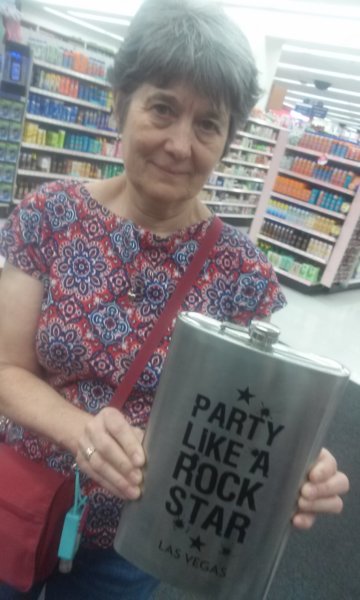 PARTY
LIKE A
ROCK
STAR
LAS VEGAS